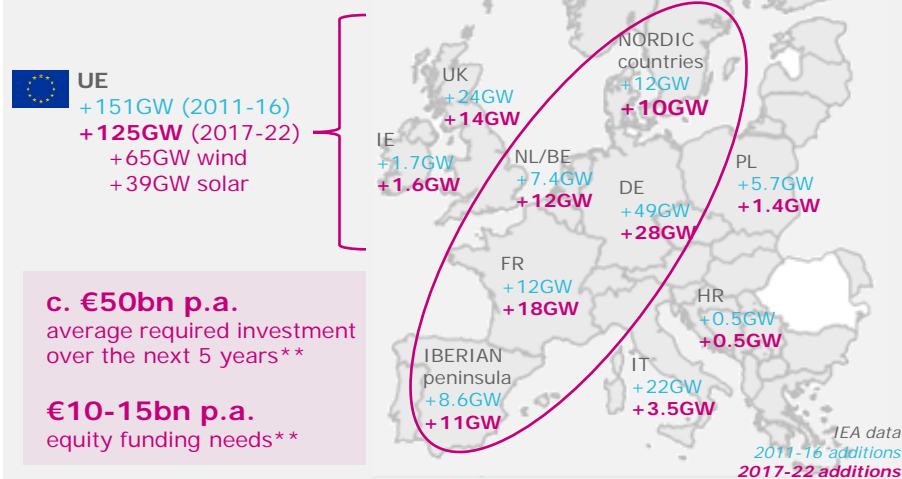 UE
+151GW (2011-16)
+125GW (2017-22)
+65GW wind
+39GW solar
c. €50bn p.a.
average required investment
over the next 5 years**
€10-15bn p.a.
equity funding needs**
NORDIC
countries
+12GW
+10GW
UK
+24GW
+14GW
IE
+1.7GW
+1.6GW
NL/BE
+7.4GW
+12GW
DE
+49GW
+28GW
PL
+5.7GW
+1.4GW
FR
+12GW
+18GW
HR
+0.5GW
+0.5GW
IBERIAN
peninsula
+8.6GW
+11GW
IT
+22GW
+3.5GW
IEA data
2011-16 additions
2017-22 additions